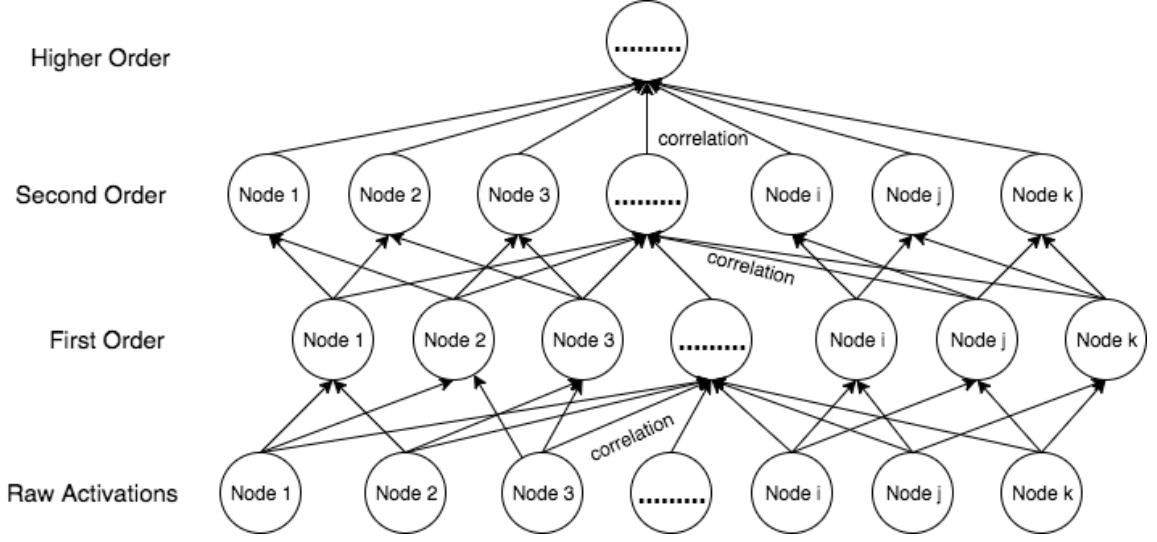 .........
Higher Order
correlation
Second Order
Node 1
Node 2
Node 3
.........
Node i
Node j
Node k
correlation
First Order
Node 1
Node 2
Node 3
.........
Node i
Node j
Node k
correlation
Raw Activations
Node 1
Node 2
Node 3
.........
Node i
Node j
Node k